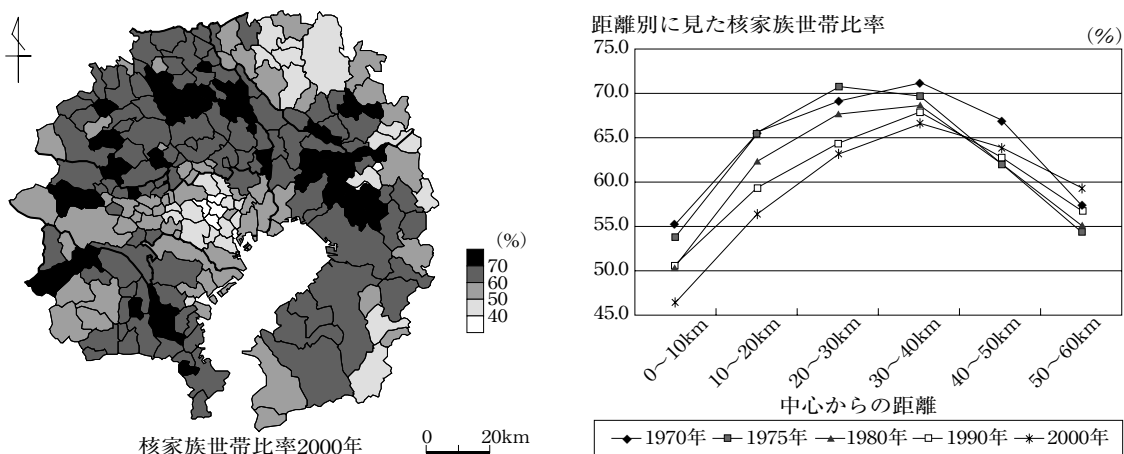 (%)
70
60
50
40
核家族世帯比率2000年
0 20km
距離別に見た核家族世帯比率
(%)
75.0
70.0
65.0
60.0
55.0
50.0
45.0
0〜10km
10〜20km
20〜30km
30〜40km
40〜50km
50〜60km
中心からの距離
1970年 1975年 1980年 1990年 2000年